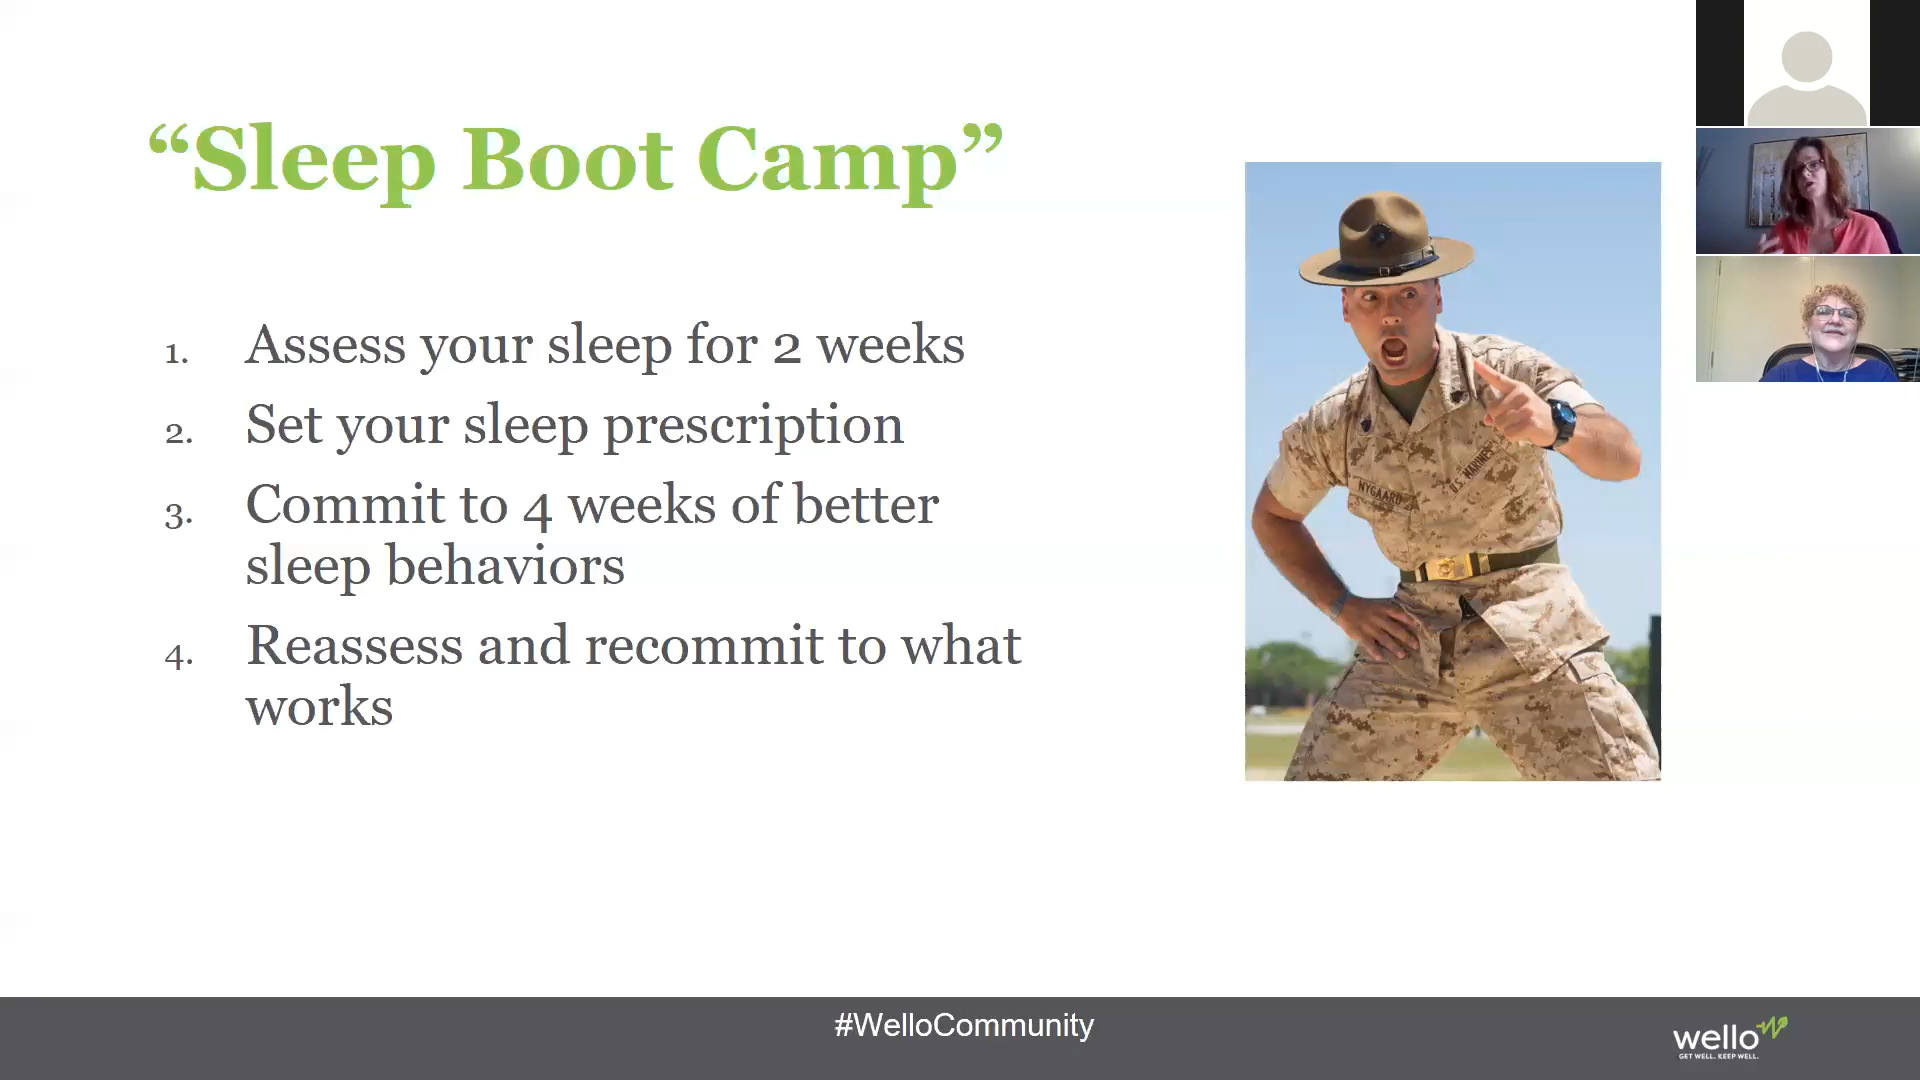 “Sleep Boot Camp”
1. Assess your sleep for 2 weeks
2. Set your sleep prescription
3. Commit to 4 weeks of better
sleep behaviors
4. Reassess and recommit to what
works
NYGAARD
U.S. MARINES
#WelloCommunity
wello
GET WELL. KEEP WELL.